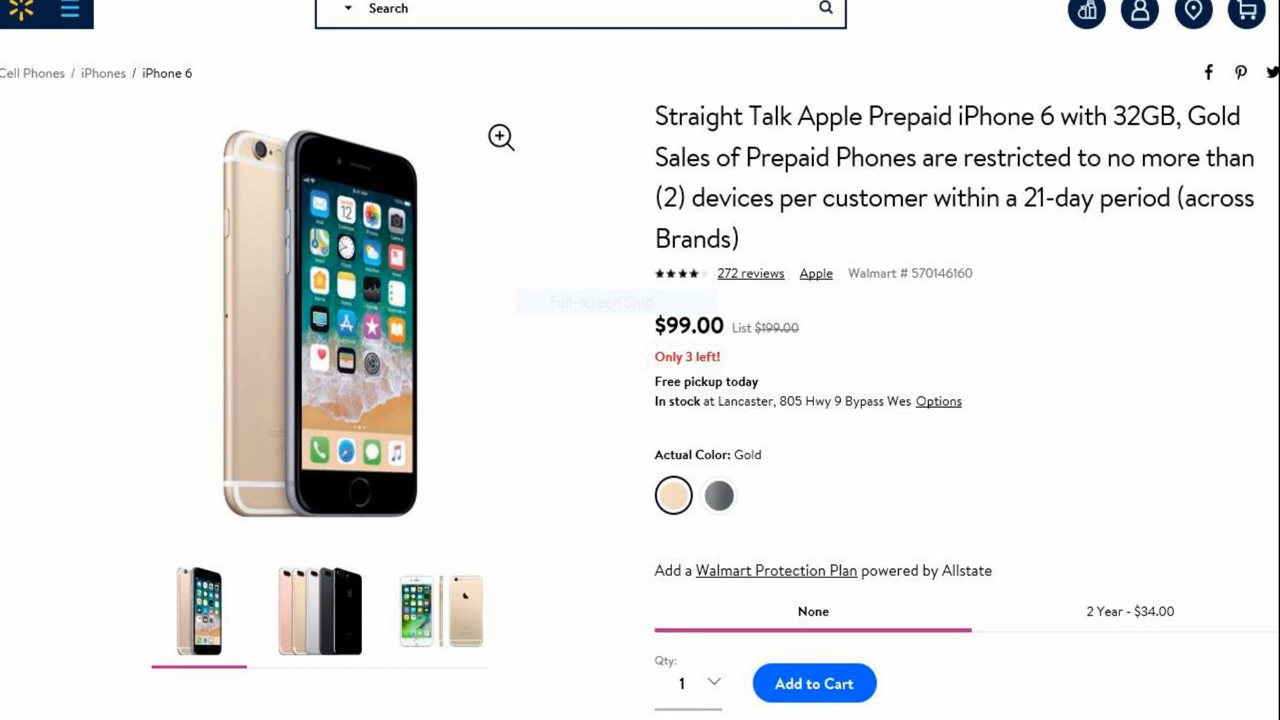 Search
Cell Phones / iPhones / iPhone 6
Straight Talk Apple Prepaid iPhone 6 with 32GB, Gold
Sales of Prepaid Phones are restricted to no more than
(2) devices per customer within a 21-day period (across
Brands)
272 reviews Apple Walmart # 570146160
Full-screen Snip
$99.00 List $199.00
Only 3 left!
Free pickup today
In stock at Lancaster, 805 Hwy 9 Bypass Wes Options
Actual Color: Gold
Add a Walmart Protection Plan powered by Allstate
None 2 Year - $34.00
Qty:
1 Add to Cart